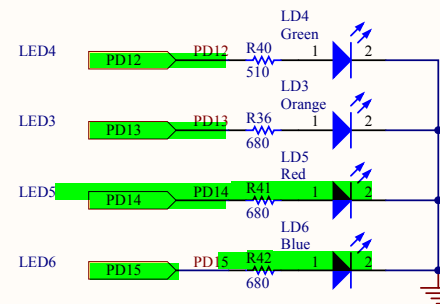 LD4
Green
LED4 PD12 PD12 R40 1 2
510
LD3
Orange
LED3 PD13 PD13 R36 1 2
680
LD5
Red
LED5 PD14 PD14 R41 1 2
680
LD6
Blue
LED6 PD15 PD15 R42 1 2
680